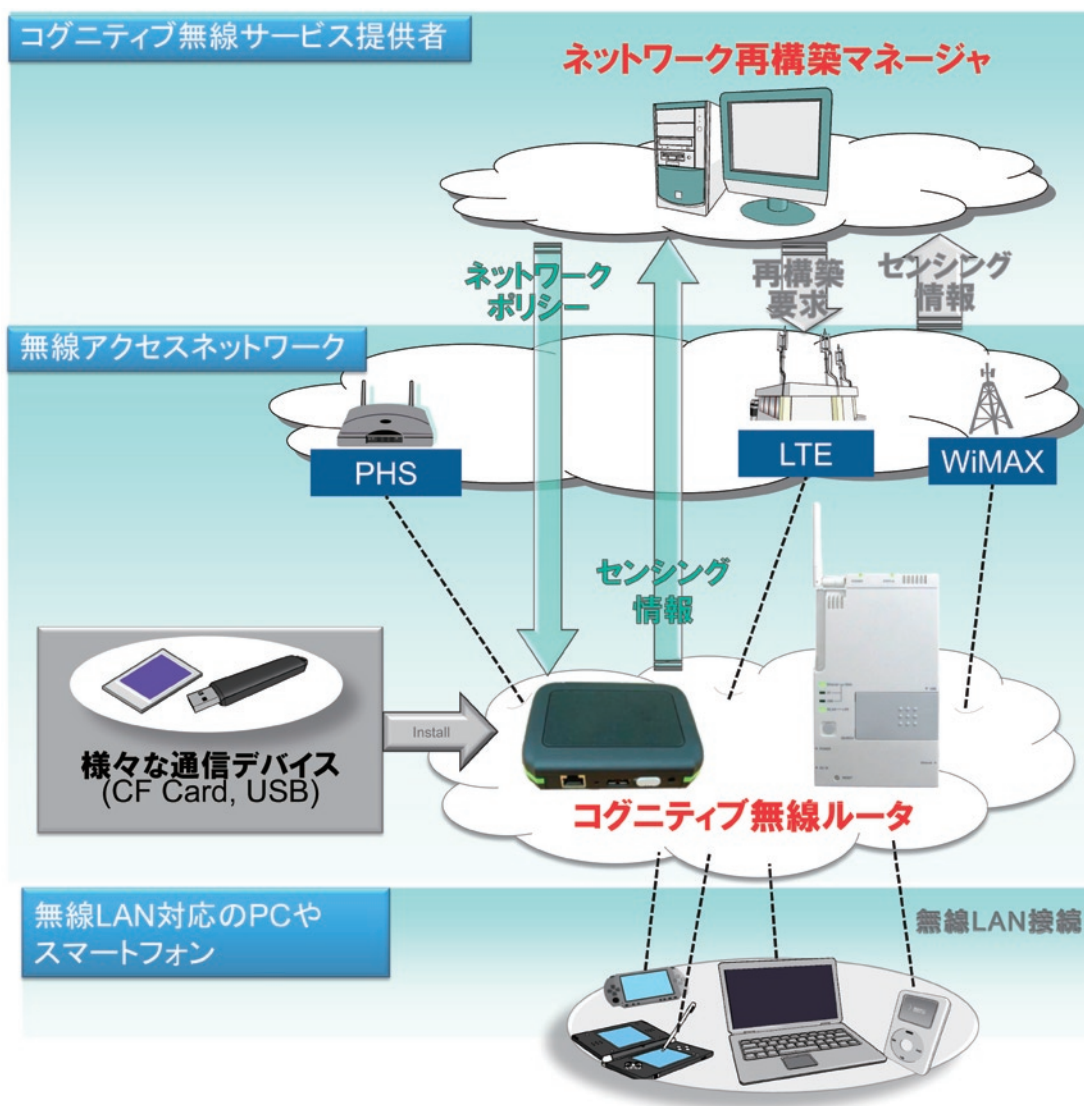 コグニティブ無線サービス提供者
ネットワーク再構築マネージャ
ネットワーク
ポリシー
再構築
要求
センシング
情報
無線アクセスネットワーク
PHS
LTE
WiMAX
センシング
情報
Install
様々な通信デバイス
(CF Card, USB)
コグニティブ無線ルータ
無線LAN対応のPCや
スマートフォン
無線LAN接続